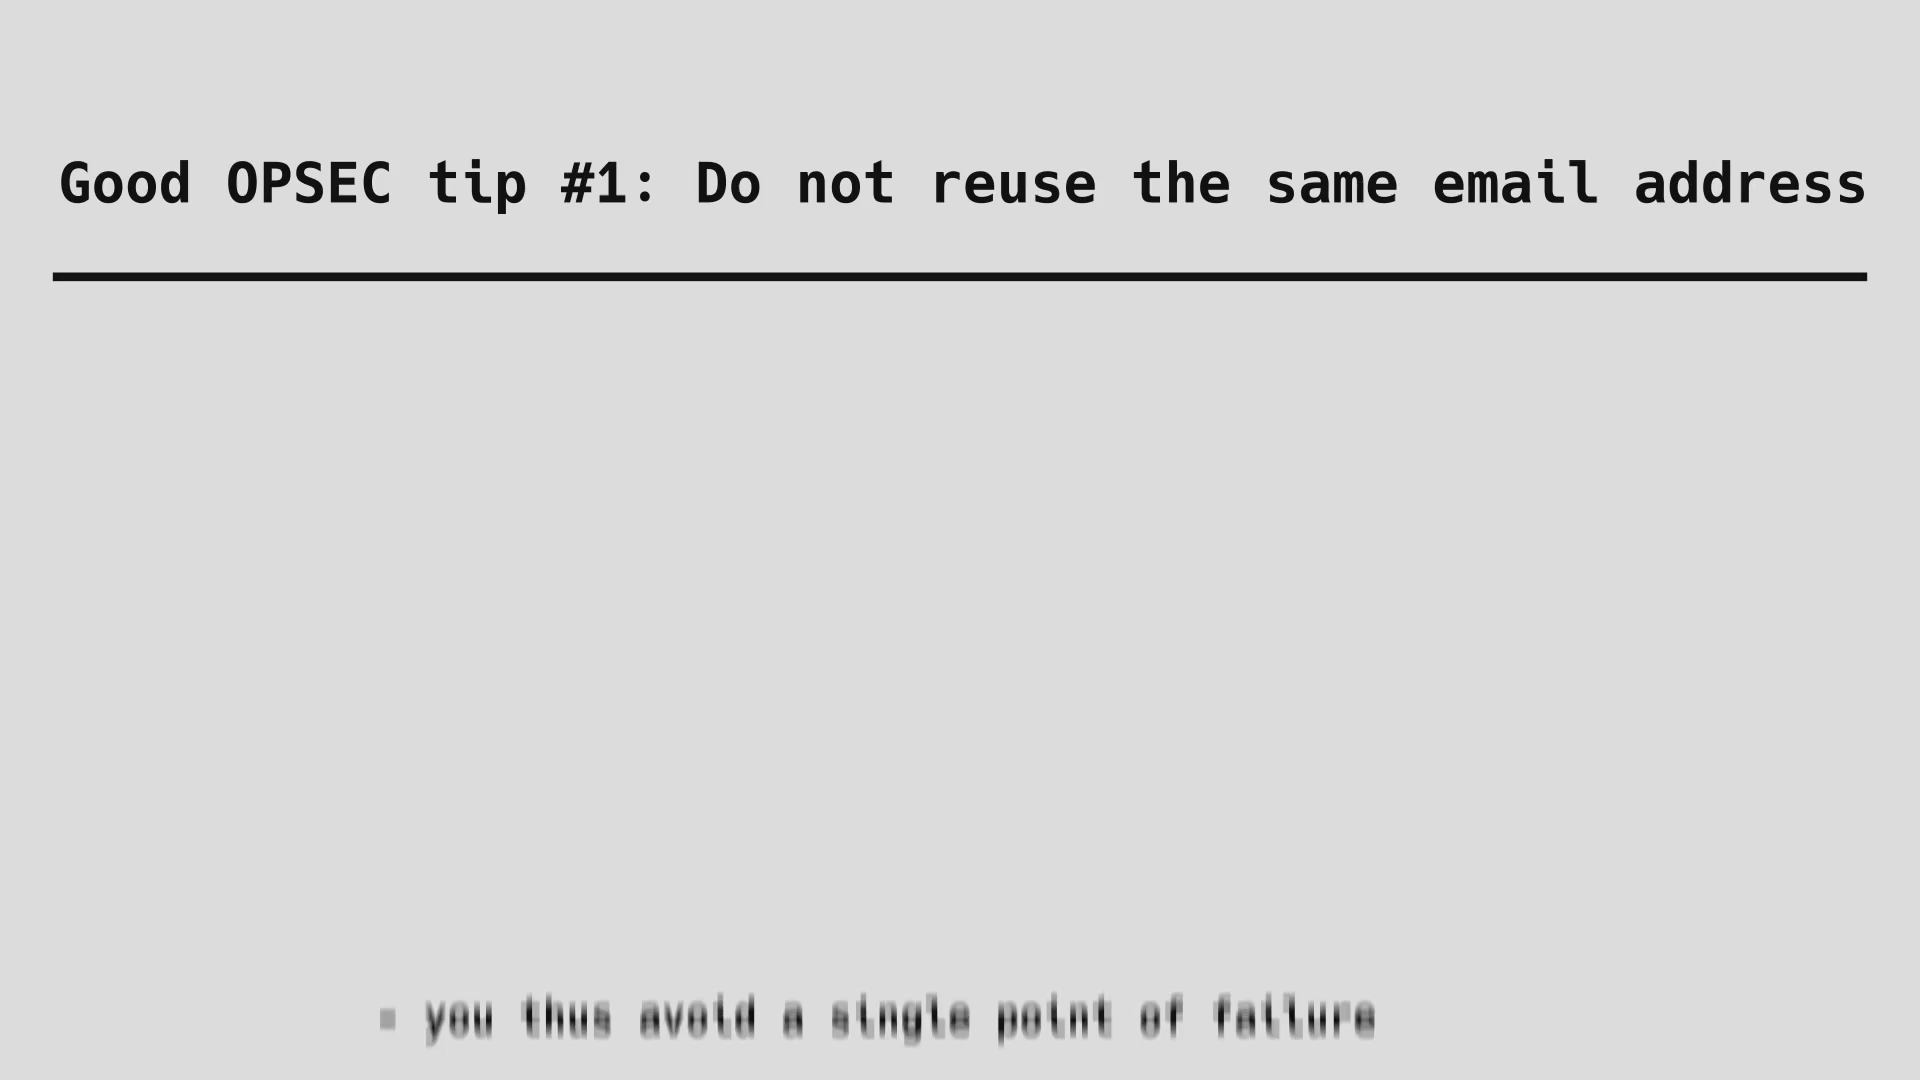 Good OPSEC tip #1: Do not reuse the same email address
▪ you thus avoid a single point of failure